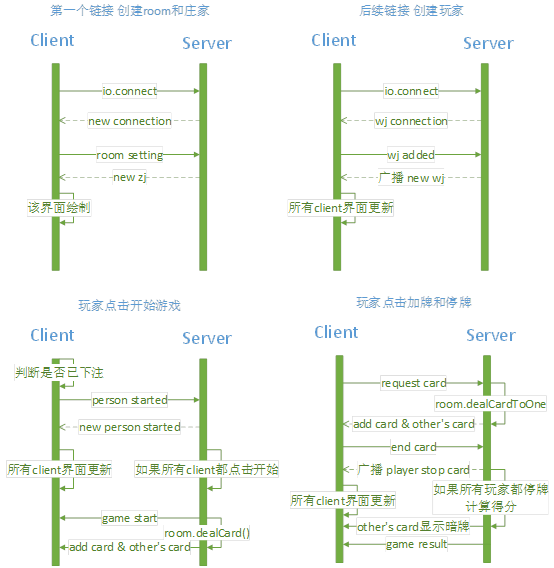 第一个链接 创建room和庄家
Client
Server
io.connect
new connection
room setting
new zj
该界面绘制
后续链接 创建玩家
Client
Server
io.connect
wj connection
wj added
广播 new wj
所有client界面更新
玩家点击开始游戏
Client
Server
判断是否已下注
person started
new person started
所有client界面更新
如果所有client都点击开始
game start
room.dealCard()
add card & other's card
玩家点击加牌和停牌
Client
Server
request card
room.dealCardToOne
add card & other's card
end card
广播 player stop card
如果所有玩家都停牌
计算得分
所有client界面更新
other's card显示暗牌
game result